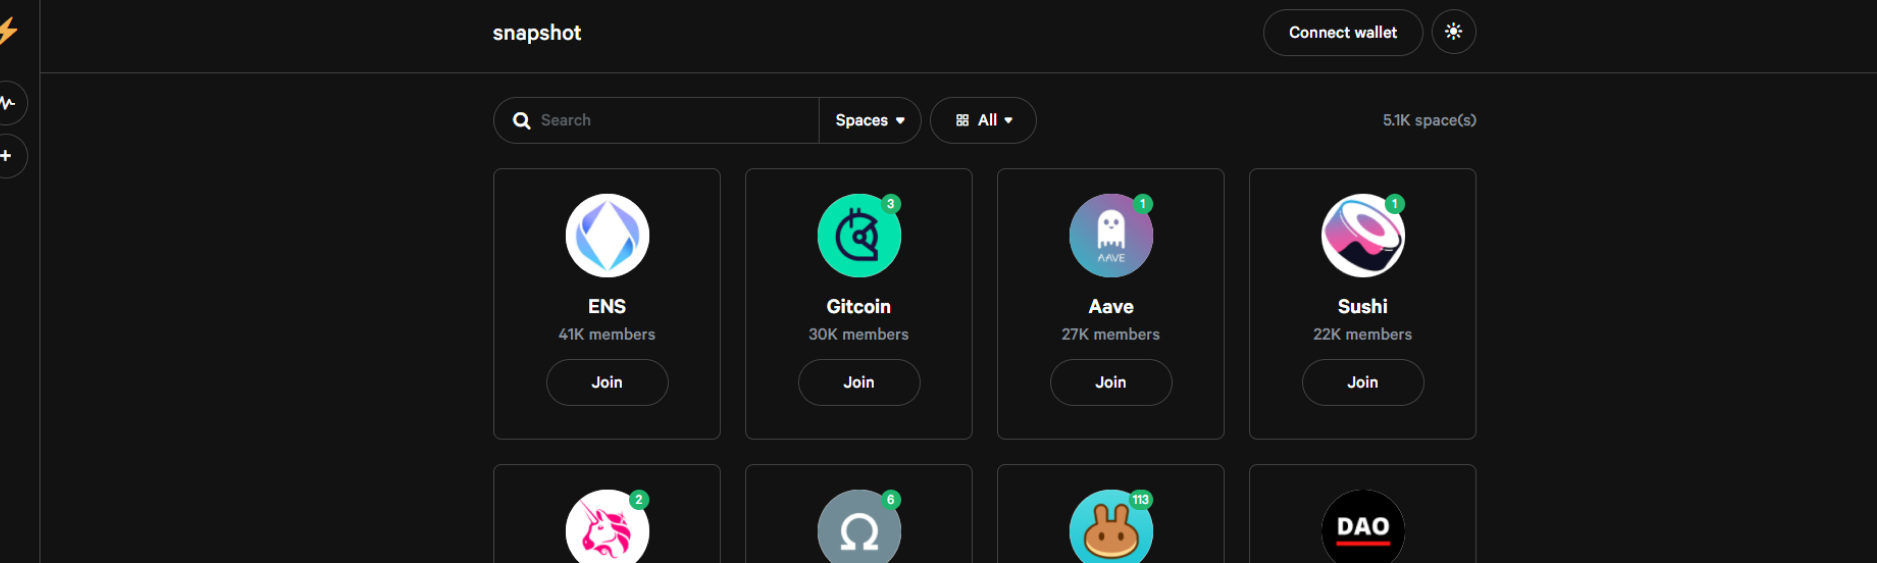 snapshot
Connect wallet
Search
Spaces
All
5.1K space(s)
3
1
1
AAVE
ENS
Gitcoin
Aave
Sushi
41K members
30K members
27K members
22K members
Join
Join
Join
Join
2
6
113
Ω
DAO